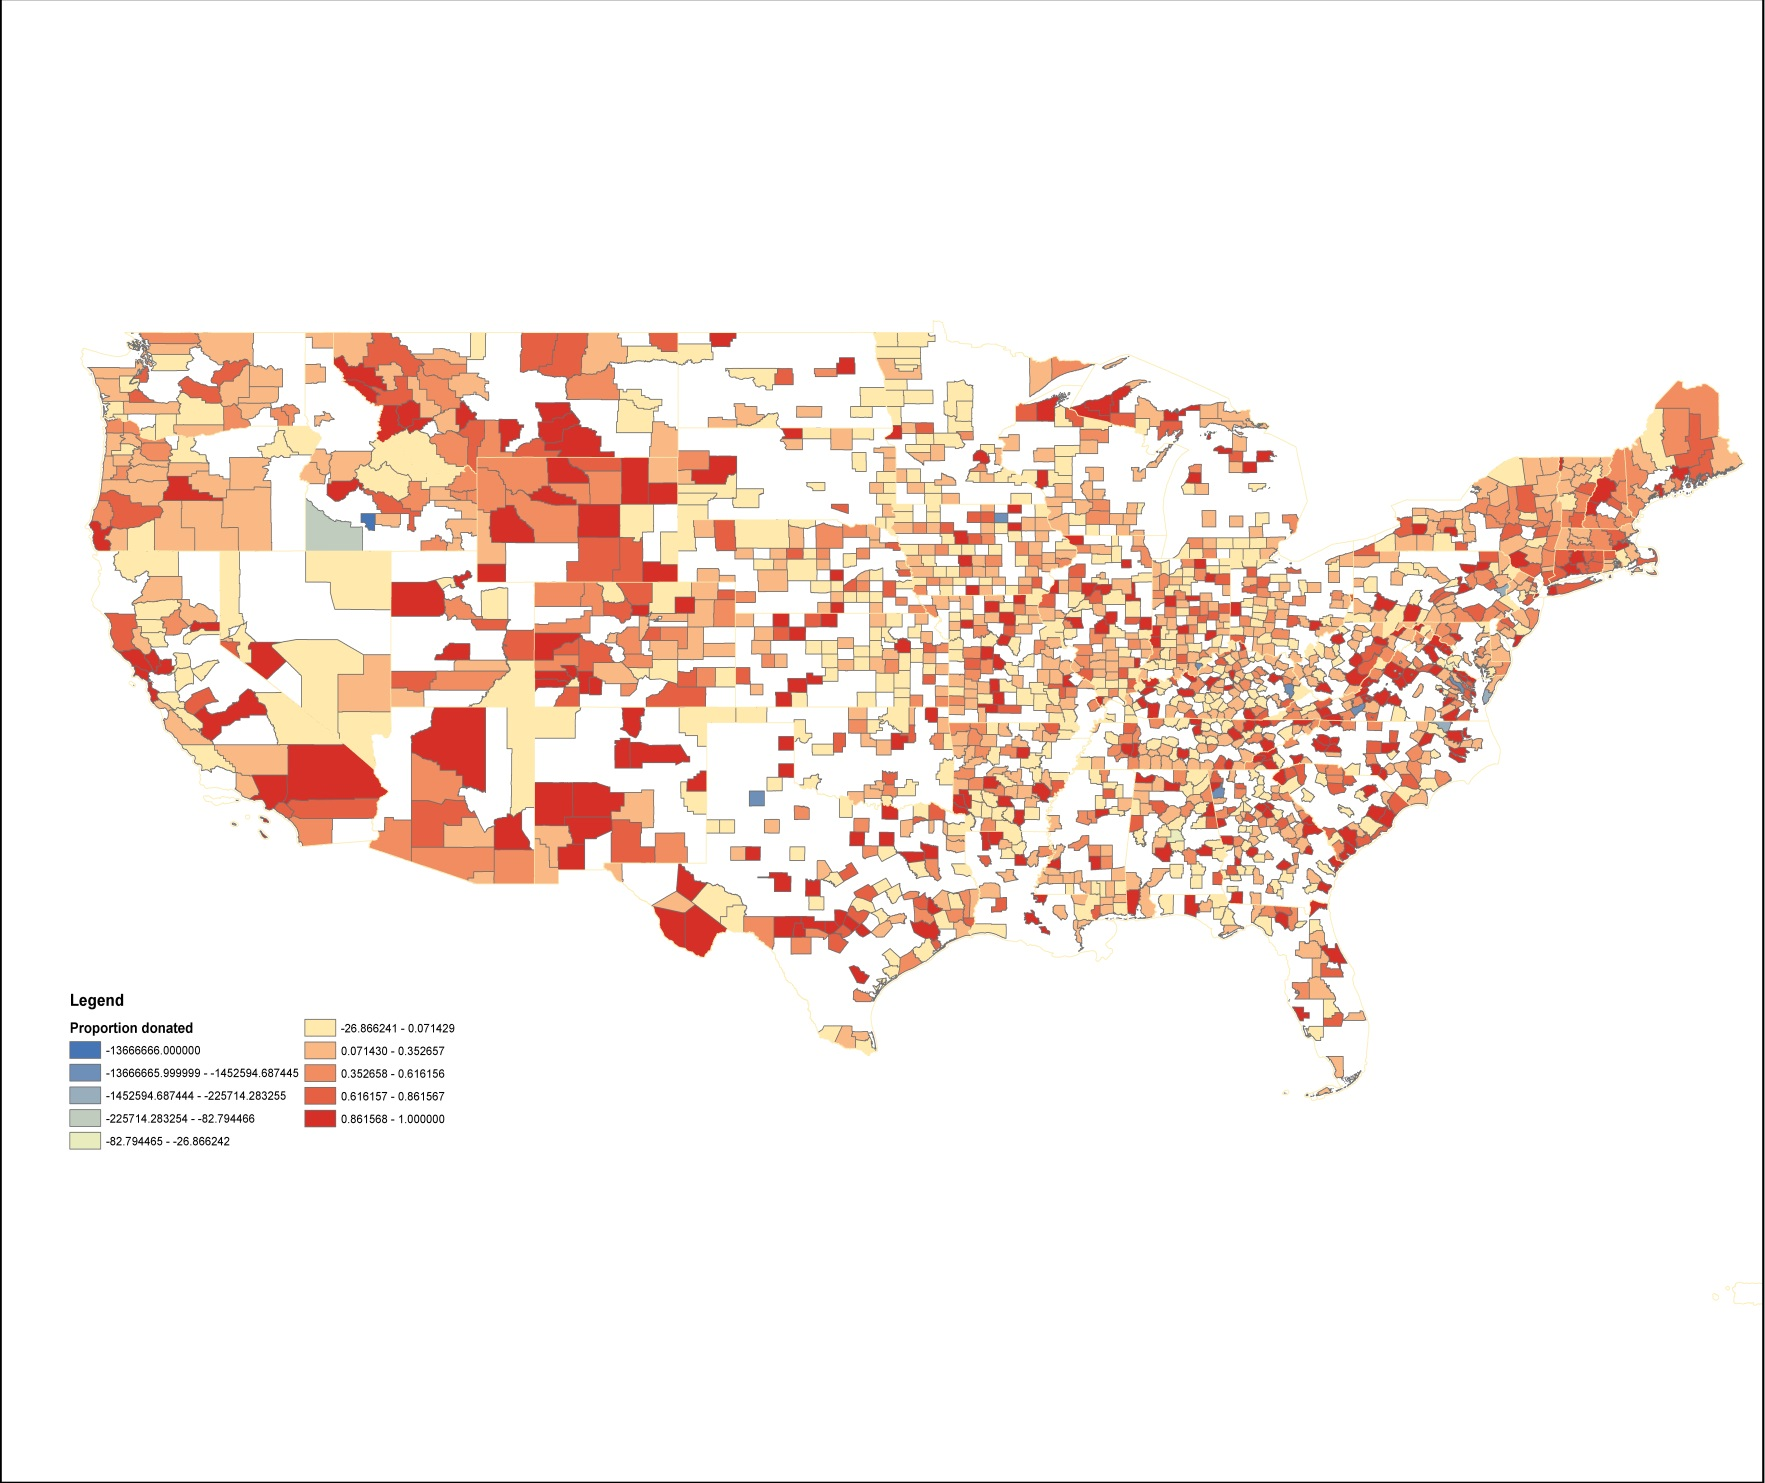 Legend
Proportion donated
-13666666.000000
-13666665.999999 - -1452594.687445
-1452594.687444 - -225714.283255
-225714.283254 - -82.794466
-82.794465 - -26.866242
-26.866241 - 0.071429
0.071430 - 0.352657
0.352658 - 0.616156
0.616157 - 0.861567
0.861568 - 1.000000